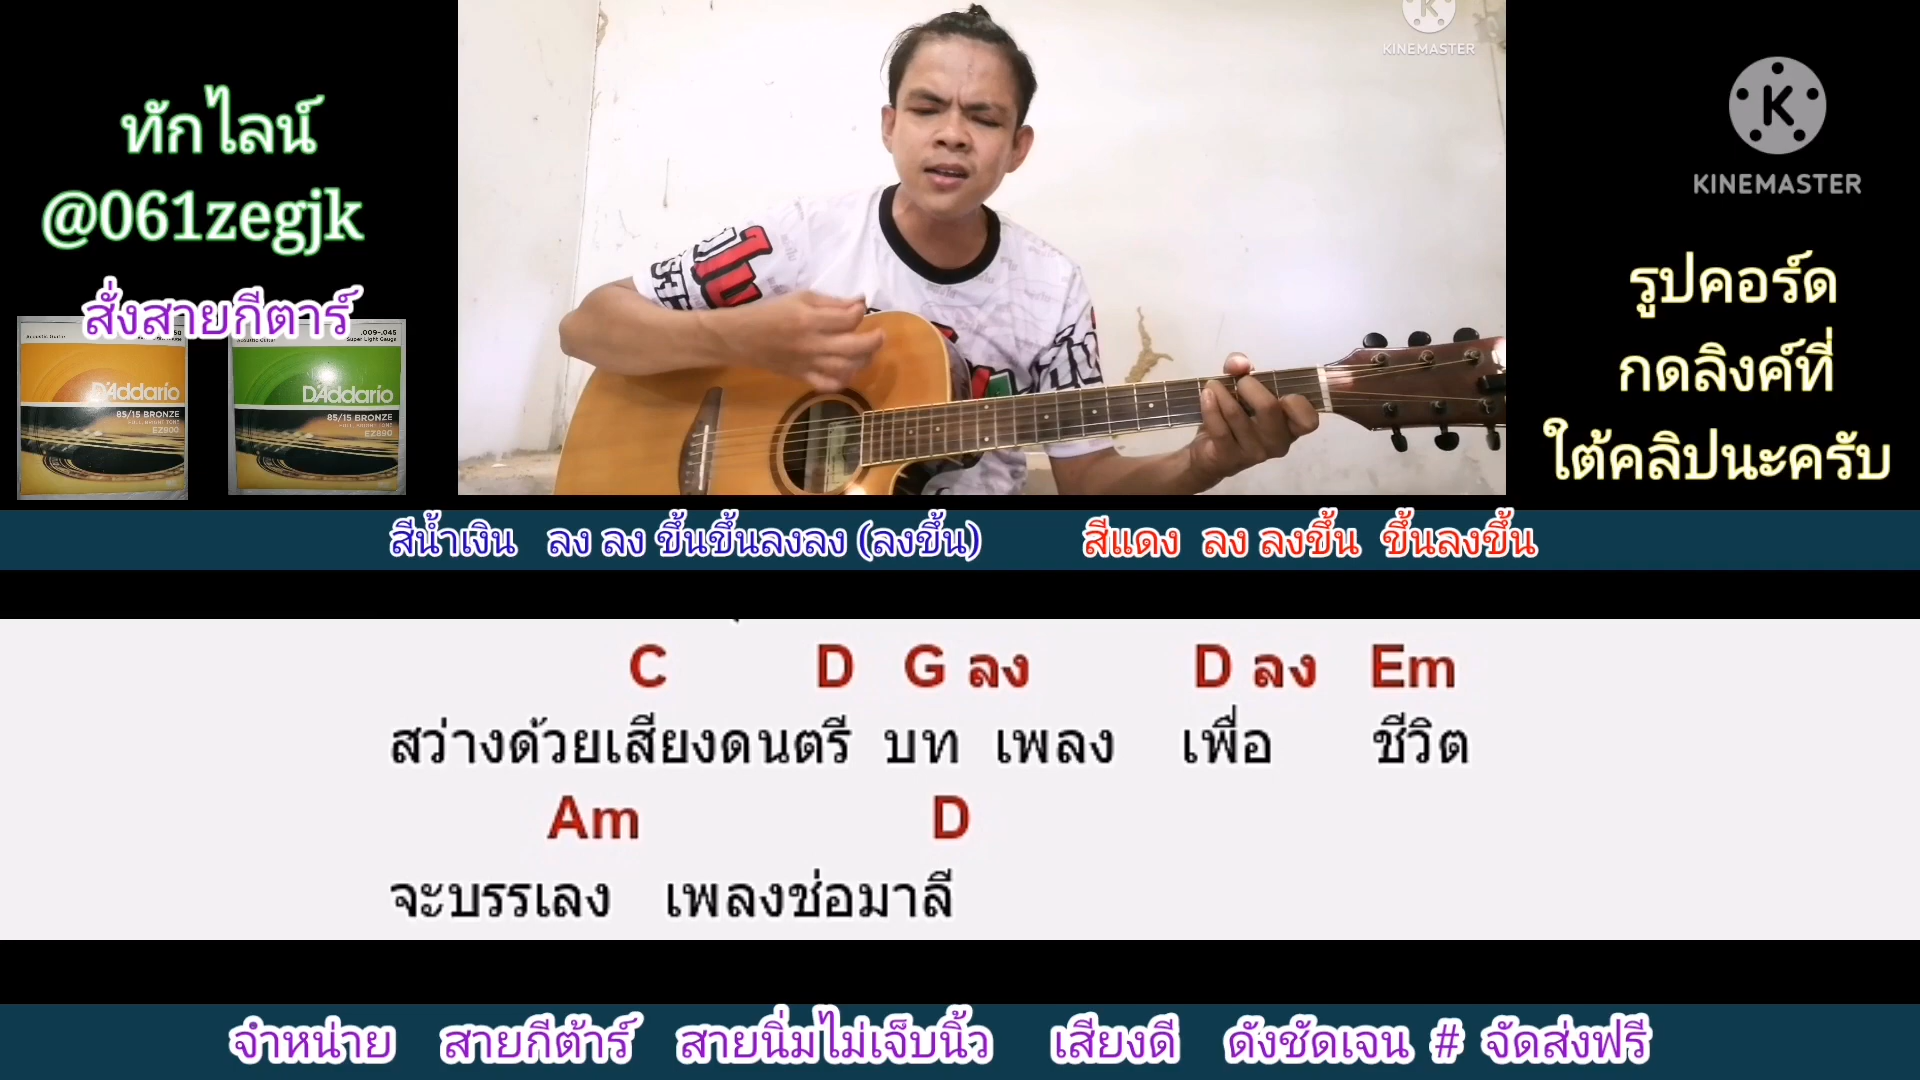 ทักไลน์
@061zegjk
สั่งสายกีตาร์
D'Addario
85/15 BRONZE
EZ900
.009-.045
Super Light Gauge
D'Addario
85/15 BRONZE
EZ890
KINEMASTER
KINEMASTER
รูปคอร์ด
กดลิงค์ที่
ใต้คลิปนะครับ
สีน้ำเงิน ลง ลง ขึ้นขึ้นลงลง (ลงขึ้น) สีแดง ลง ลงขึ้น ขึ้นลงขึ้น
C D G ลง D ลง Em
สว่างด้วยเสียงดนตรี บท เพลง เพื่อ ชีวิต
Am D
จะบรรเลง เพลงช่อมาลี
จำหน่าย สายกีต้าร์ สายนิ่มไม่เจ็บนิ้ว เสียงดี ดังชัดเจน # จัดส่งฟรี